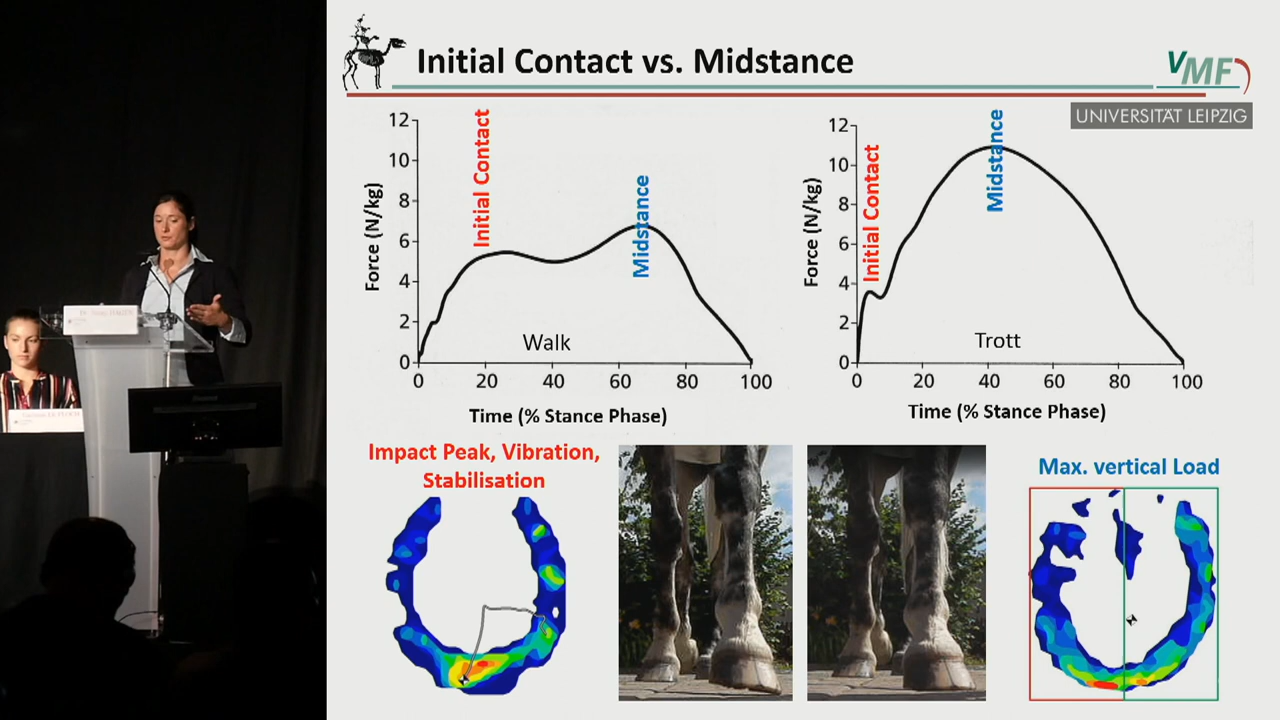 Initial Contact vs. Midstance
VMF
UNIVERSITÄT LEIPZIG
12
10
8
6
4
2
0
Force (N/kg)
Initial Contact
Midstance
Walk
0 20 40 60 80 100
Time (% Stance Phase)
12
10
8
6
4
2
0
Force (N/kg)
Initial Contact
Midstance
Trott
0 20 40 60 80 100
Time (% Stance Phase)
Impact Peak, Vibration,
Stabilisation
Max. vertical Load